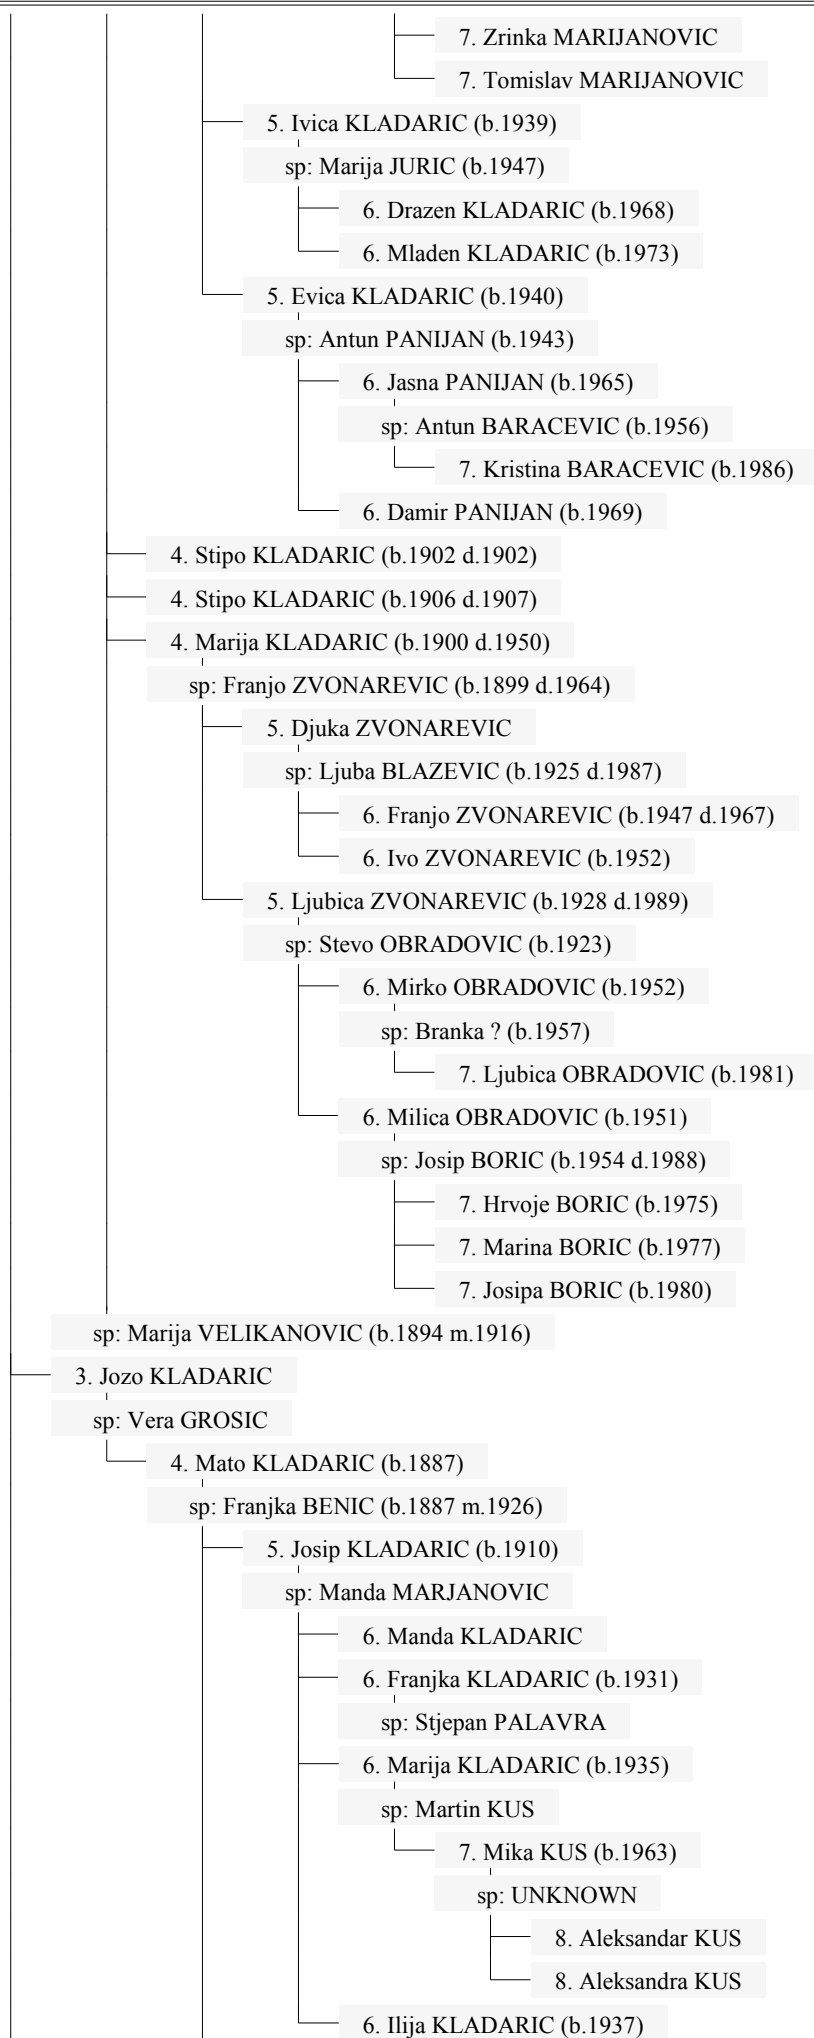 7. Zrinka MARIJANOVIC
7. Tomislav MARIJANOVIC
5. Ivica KLADARIC (b.1939)
sp: Marija JURIC (b.1947)
6. Drazen KLADARIC (b.1968)
6. Mladen KLADARIC (b.1973)
5. Evica KLADARIC (b.1940)
sp: Antun PANIJAN (b.1943)
6. Jasna PANIJAN (b.1965)
sp: Antun BARACEVIC (b.1956)
7. Kristina BARACEVIC (b.1986)
6. Damir PANIJAN (b.1969)
4. Stipo KLADARIC (b.1902 d.1902)
4. Stipo KLADARIC (b.1906 d.1907)
4. Marija KLADARIC (b.1900 d.1950)
sp: Franjo ZVONAREVIC (b.1899 d.1964)
5. Djuka ZVONAREVIC
sp: Ljuba BLAZEVIC (b.1925 d.1987)
6. Franjo ZVONAREVIC (b.1947 d.1967)
6. Ivo ZVONAREVIC (b.1952)
5. Ljubica ZVONAREVIC (b.1928 d.1989)
sp: Stevo OBRADOVIC (b.1923)
6. Mirko OBRADOVIC (b.1952)
sp: Branka ? (b.1957)
7. Ljubica OBRADOVIC (b.1981)
6. Milica OBRADOVIC (b.1951)
sp: Josip BORIC (b.1954 d.1988)
7. Hrvoje BORIC (b.1975)
7. Marina BORIC (b.1977)
7. Josipa BORIC (b.1980)
sp: Marija VELIKANOVIC (b.1894 m.1916)
3. Jozo KLADARIC
sp: Vera GROSIC
4. Mato KLADARIC (b.1887)
sp: Franjka BENIC (b.1887 m.1926)
5. Josip KLADARIC (b.1910)
sp: Manda MARJANOVIC
6. Manda KLADARIC
6. Franjka KLADARIC (b.1931)
sp: Stjepan PALAVRA
6. Marija KLADARIC (b.1935)
sp: Martin KUS
7. Mika KUS (b.1963)
sp: UNKNOWN
8. Aleksandar KUS
8. Aleksandra KUS
6. Ilija KLADARIC (b.1937)